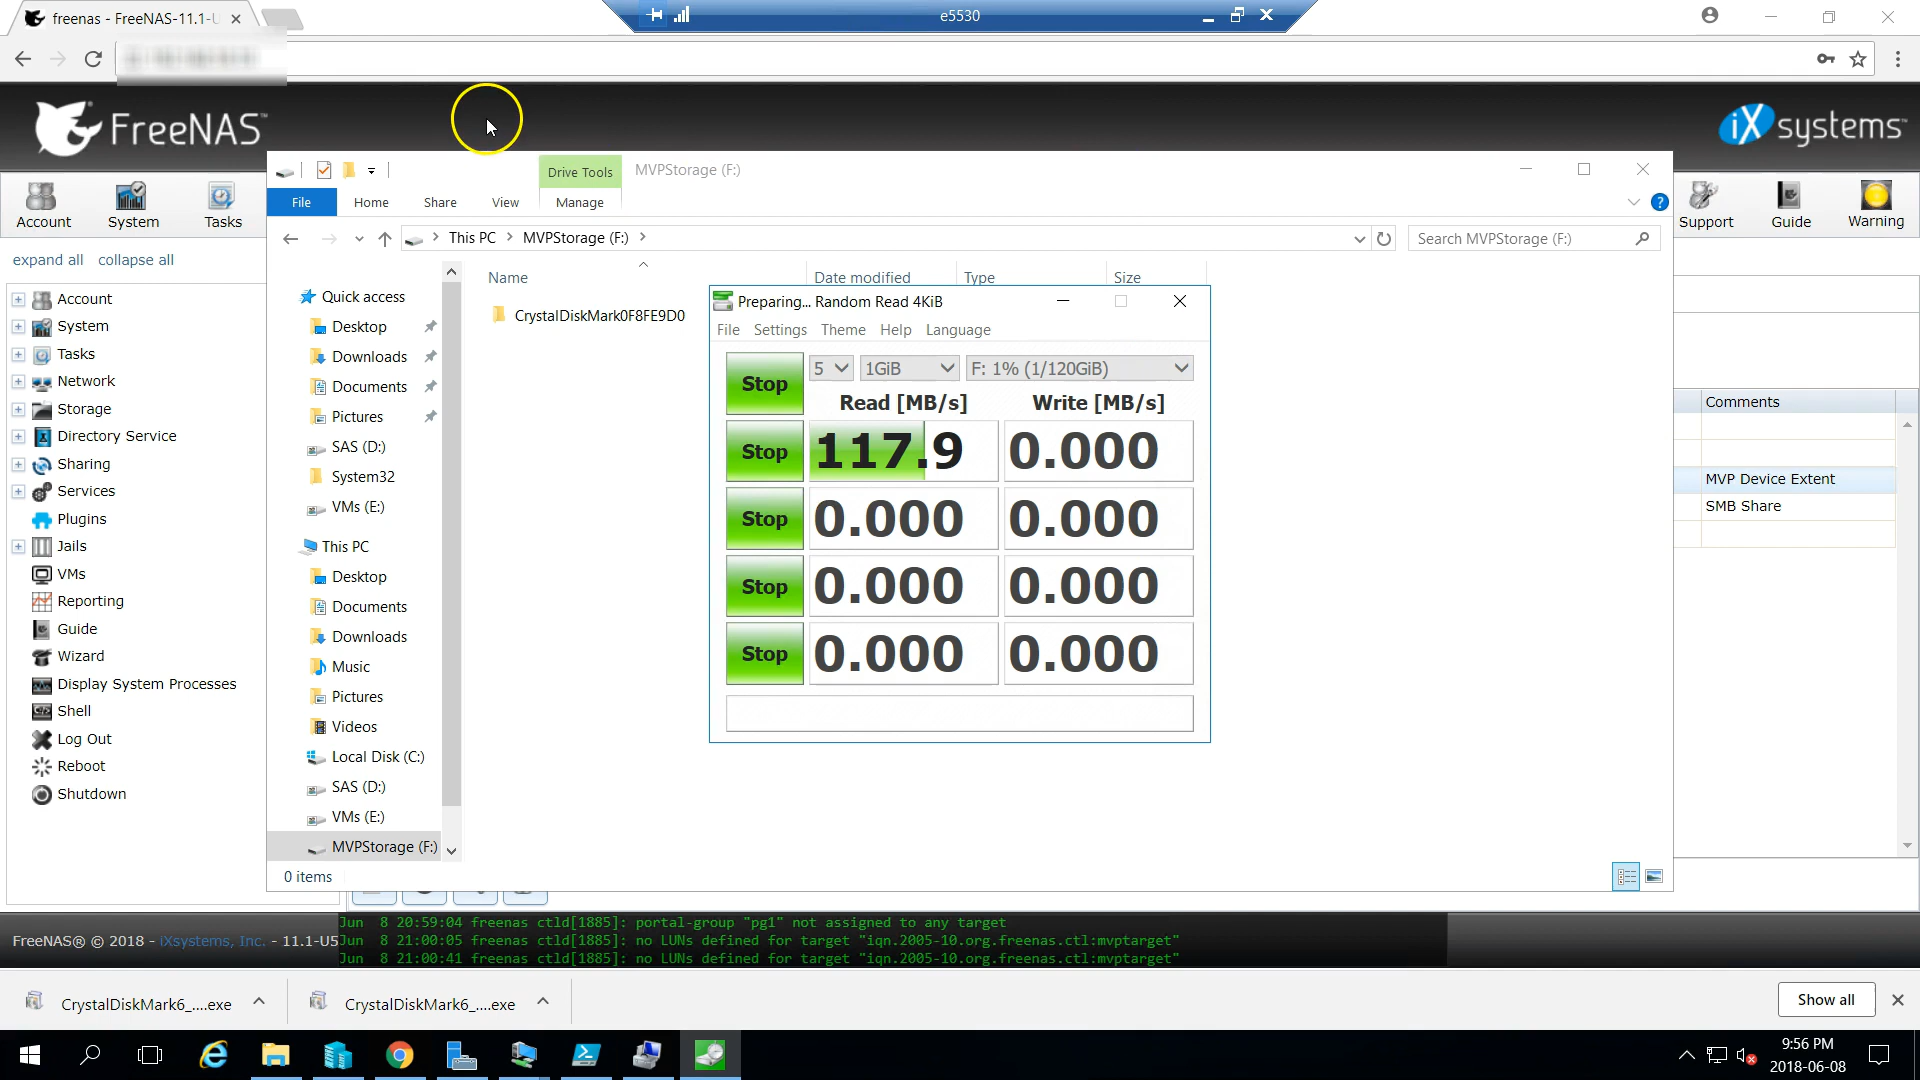 freenas - FreeNAS-11.1-U
e5530
FreeNAS™
iXsystems™
Account
System
Tasks
Support
Guide
Warning
expand all
collapse all
Account
System
Tasks
Network
Storage
Directory Service
Sharing
Services
Plugins
Jails
VMs
Reporting
Guide
Wizard
Display System Processes
Shell
Log Out
Reboot
Shutdown
Drive Tools
MVPStorage (F:)
File
Home
Share
View
Manage
This PC
MVPStorage (F:)
Search MVPStorage (F:)
Quick access
Desktop
Downloads
Documents
Pictures
SAS (D:)
System32
VMs (E:)
This PC
Desktop
Documents
Downloads
Music
Pictures
Videos
Local Disk (C:)
SAS (D:)
VMs (E:)
MVPStorage (F:)
Name
Date modified
Type
Size
CrystalDiskMark0F8FE9D0
0 items
Preparing... Random Read 4KiB
File Settings Theme Help Language
Stop
5
1GiB
F: 1% (1/120GiB)
Read [MB/s]
Write [MB/s]
Stop 117.9 0.000
Stop 0.000 0.000
Stop 0.000 0.000
Stop 0.000 0.000
Comments
MVP Device Extent
SMB Share
FreeNAS® © 2018 - iXsystems, Inc. - 11.1-U5
Jun 8 20:59:04 freenas ctld[1885]: portal-group "pg1" not assigned to any target
Jun 8 21:00:05 freenas ctld[1885]: no LUNs defined for target "iqn.2005-10.org.freenas.ctl:mvptarget"
Jun 8 21:00:41 freenas ctld[1885]: no LUNs defined for target "iqn.2005-10.org.freenas.ctl:mvptarget"
CrystalDiskMark6_....exe
CrystalDiskMark6_....exe
Show all
9:56 PM
2018-06-08